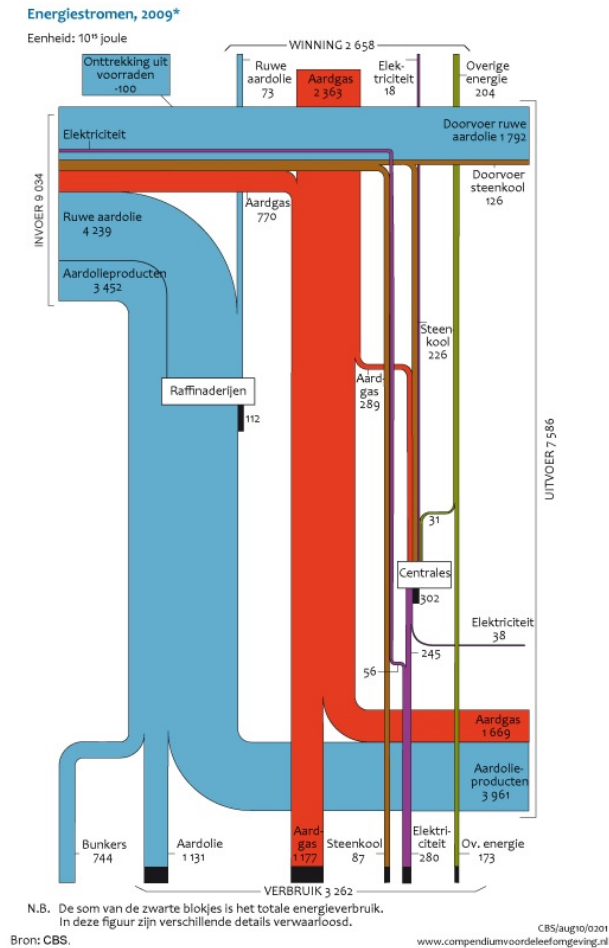 Energiestromen, 2009*
Eenheid: 10¹⁵ joule
WINNING 2 658
Onttrekking uit
voorraden
-100
Ruwe
aardolie
73
Aardgas
2 363
Elek-
triciteit
18
Overige
energie
204
Elektriciteit
Doorvoer ruwe
aardolie 1 792
Doorvoer
steenkool
126
INVOER 9 034
Aardgas
770
Ruwe aardolie
4 239
Aardolieproducten
3 452
Steen
kool
226
Aard-
gas
289
Raffinaderijen
112
UITVOER 7 586
31
Centrales
302
Elektriciteit
38
245
56
Aardgas
1 669
Aardolie-
producten
3 961
Bunkers
744
Aardolie
1 131
Aard-
gas
1 177
Steenkool
87
Elektri-
citeit
280
Ov. energie
173
VERBRUIK 3 262
N.B. De som van de zwarte blokjes is het totale energieverbruik.
In deze figuur zijn verschillende details verwaarloosd.
CBS/aug10/0201
Bron: CBS.
www.compendiumvoordeleefomgeving.nl